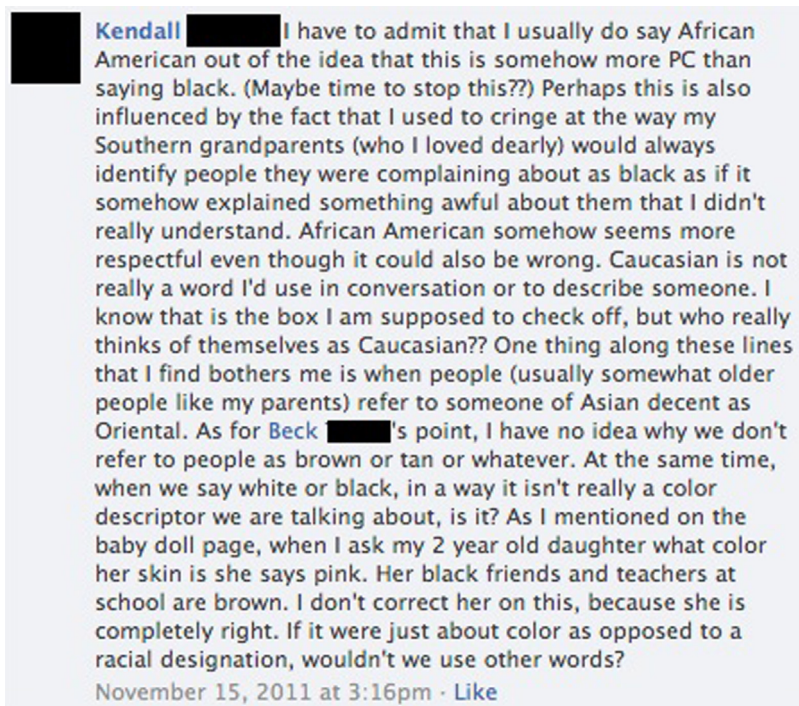 Kendall I have to admit that I usually do say African
American out of the idea that this is somehow more PC than
saying black. (Maybe time to stop this??) Perhaps this is also
influenced by the fact that I used to cringe at the way my
Southern grandparents (who I loved dearly) would always
identify people they were complaining about as black as if it
somehow explained something awful about them that I didn't
really understand. African American somehow seems more
respectful even though it could also be wrong. Caucasian is not
really a word I'd use in conversation or to describe someone. I
know that is the box I am supposed to check off, but who really
thinks of themselves as Caucasian?? One thing along these lines
that I find bothers me is when people (usually somewhat older
people like my parents) refer to someone of Asian decent as
Oriental. As for Beck 's point, I have no idea why we don't
refer to people as brown or tan or whatever. At the same time,
when we say white or black, in a way it isn't really a color
descriptor we are talking about, is it? As I mentioned on the
baby doll page, when I ask my 2 year old daughter what color
her skin is she says pink. Her black friends and teachers at
school are brown. I don't correct her on this, because she is
completely right. If it were just about color as opposed to a
racial designation, wouldn't we use other words?
November 15, 2011 at 3:16pm · Like